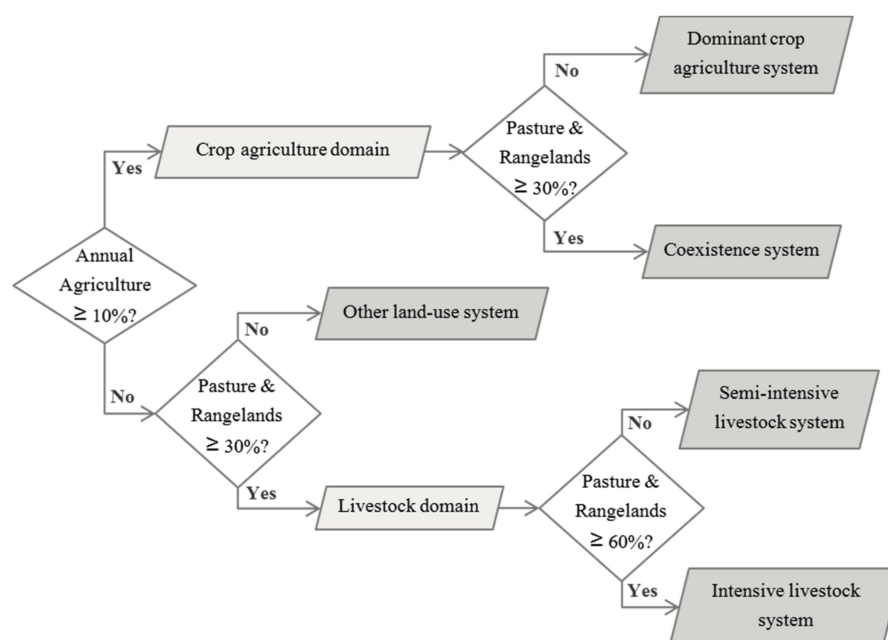 Dominant crop
agriculture system
No
Pasture &
Rangelands
≥ 30%?
Crop agriculture domain
Yes
Yes
Coexistence system
Annual
Agriculture
≥ 10%?
Other land-use system
No
No
Pasture &
Rangelands
≥ 30%?
Yes
Livestock domain
Semi-intensive
livestock system
No
Pasture &
Rangelands
≥ 60%?
Yes
Intensive livestock
system